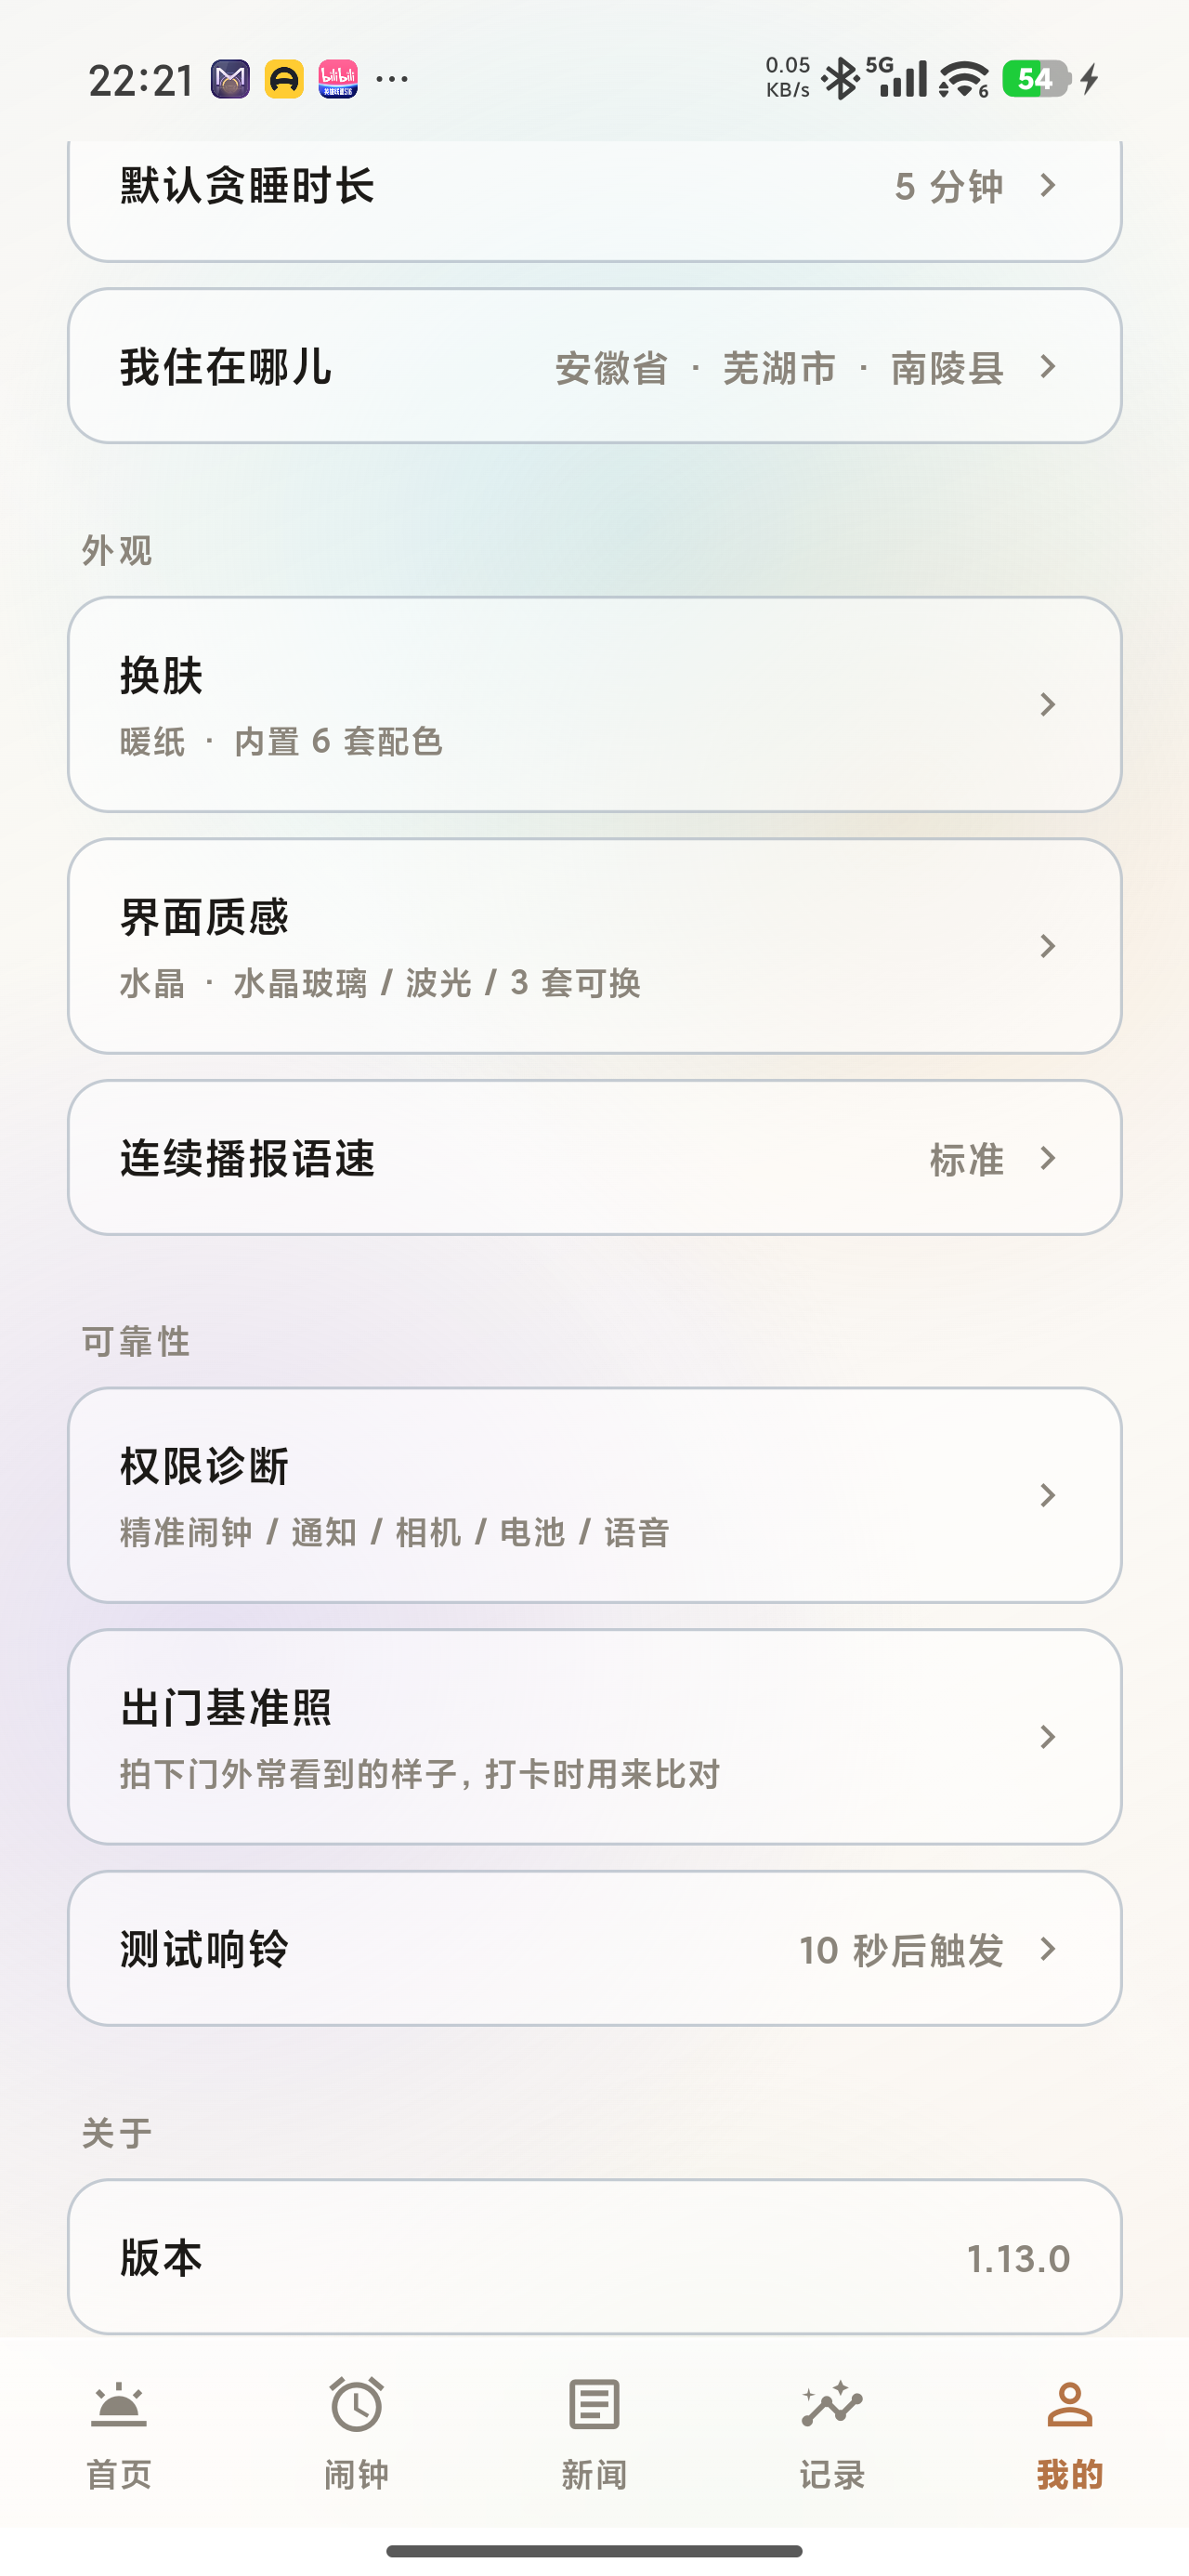 22:21
0.05 KB/s
5G
6
54
bilibili
默认贪睡时长
5 分钟
我住在哪儿
安徽省 · 芜湖市 · 南陵县
外观
换肤
暖纸 · 内置 6 套配色
界面质感
水晶 · 水晶玻璃 / 波光 / 3 套可换
连续播报语速
标准
可靠性
权限诊断
精准闹钟 / 通知 / 相机 / 电池 / 语音
出门基准照
拍下门外常看到的样子, 打卡时用来比对
测试响铃
10 秒后触发
关于
版本
1.13.0
首页
闹钟
新闻
记录
我的